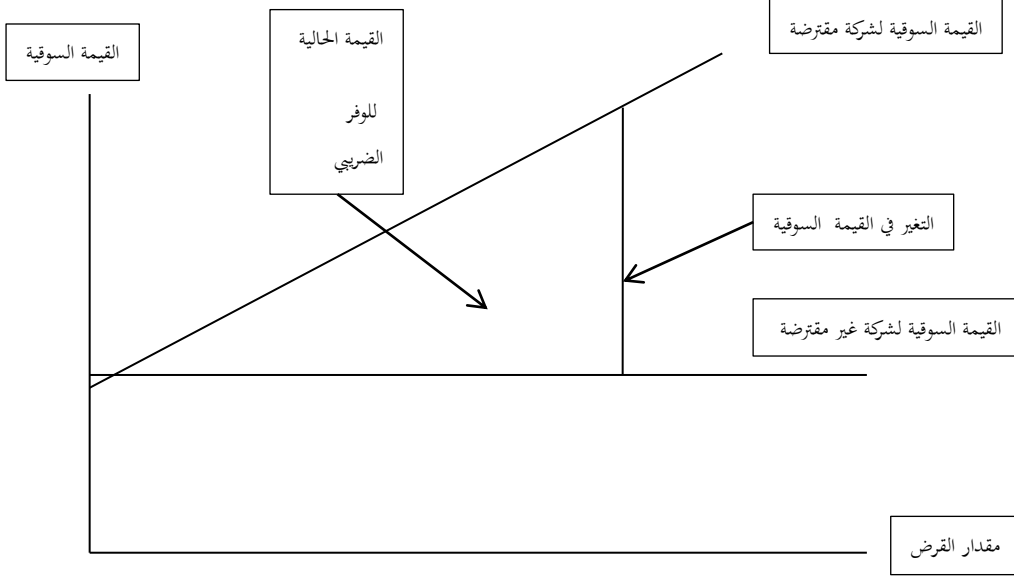 القيمة السوقية لشركة مقترضة
القيمة الحالية
للوفر
الضريبي
القيمة السوقية
التغير في القيمة السوقية
القيمة السوقية لشركة غير مقترضة
مقدار القرض